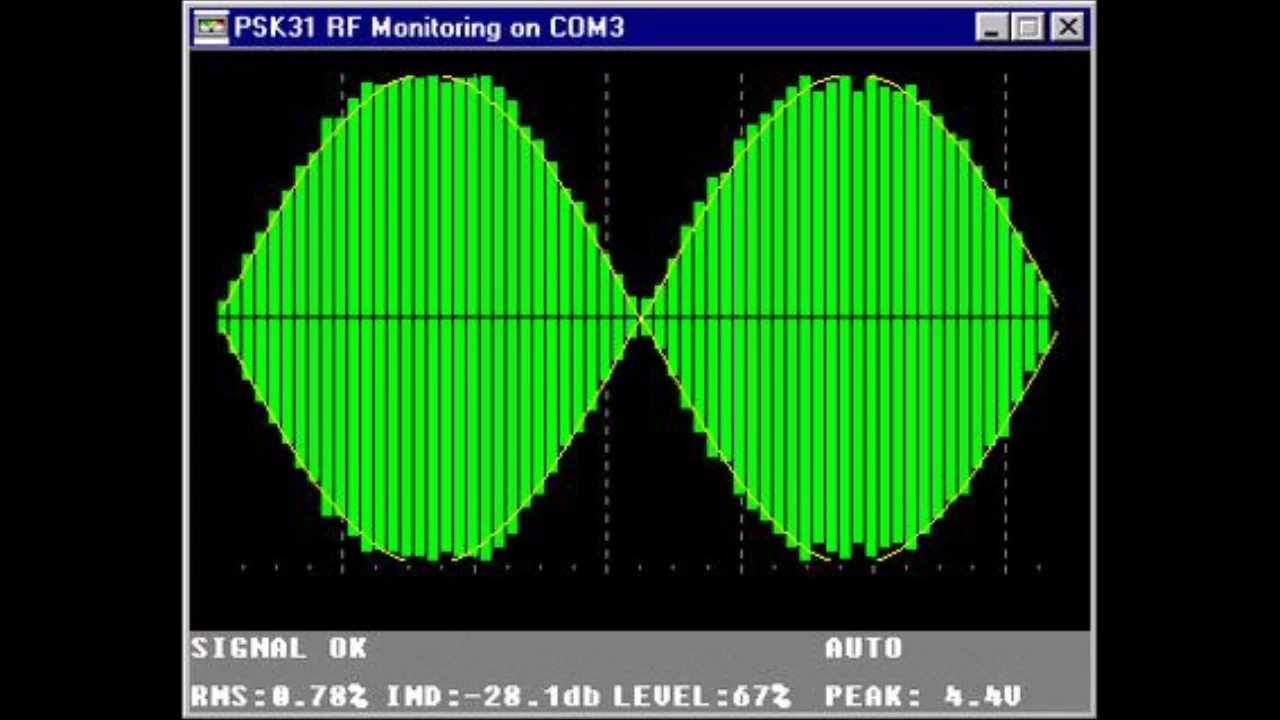 PSK31 RF Monitoring on COM3
SIGNAL OK AUTO
RMS:0.78% IMD:-28.1db LEVEL:67% PEAK: 4.4V